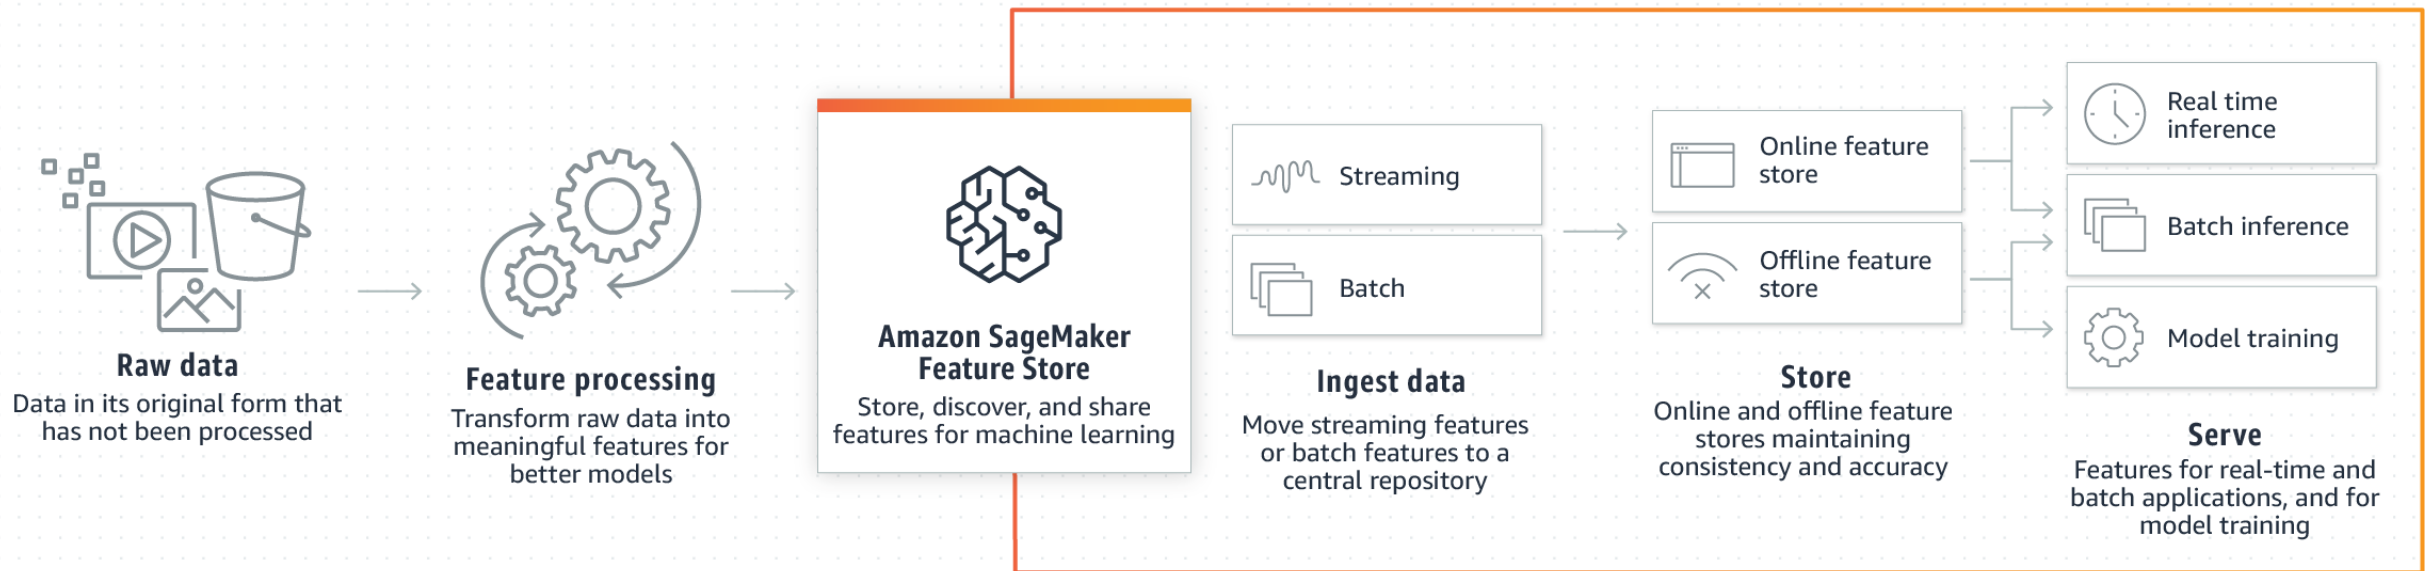 Raw data
Data in its original form that
has not been processed
Feature processing
Transform raw data into
meaningful features for
better models
Amazon SageMaker
Feature Store
Store, discover, and share
features for machine learning
Streaming
Batch
Ingest data
Move streaming features
or batch features to a
central repository
Online feature
store
Offline feature
store
Store
Online and offline feature
stores maintaining
consistency and accuracy
Real time
inference
Batch inference
Model training
Serve
Features for real-time and
batch applications, and for
model training